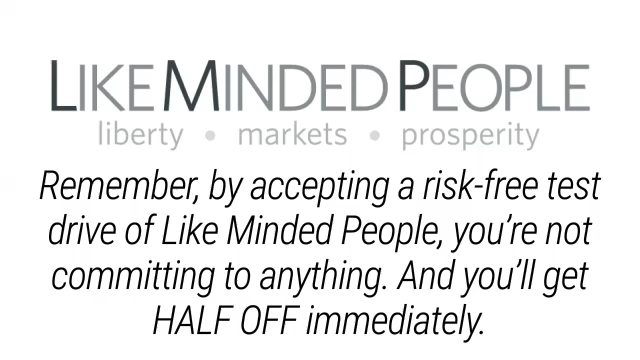 LIKE MINDED PEOPLE
liberty • markets • prosperity
Remember, by accepting a risk-free test
drive of Like Minded People, you're not
committing to anything. And you'll get
HALF OFF immediately.